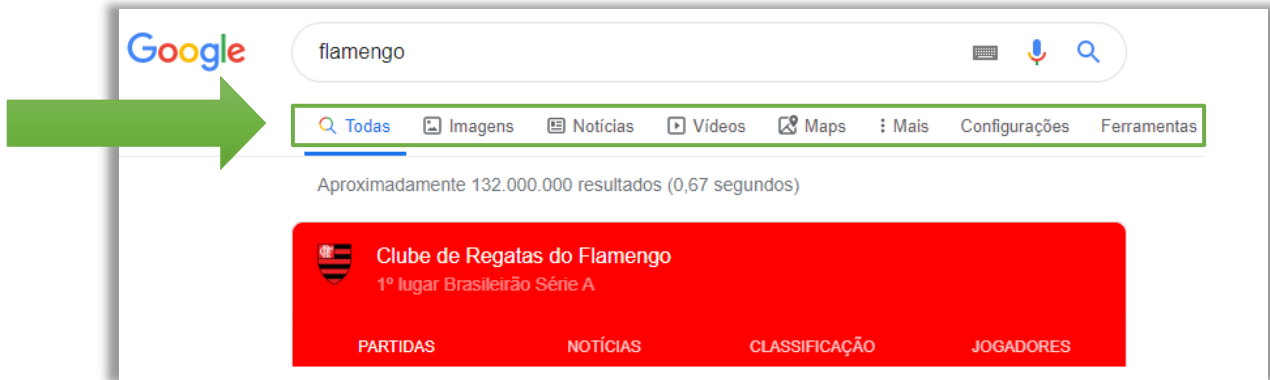 Google flamengo
Todas Imagens Notícias Vídeos Maps Mais Configurações Ferramentas
Aproximadamente 132.000.000 resultados (0,67 segundos)
Clube de Regatas do Flamengo
1º lugar Brasileirão Série A
PARTIDAS NOTÍCIAS CLASSIFICAÇÃO JOGADORES